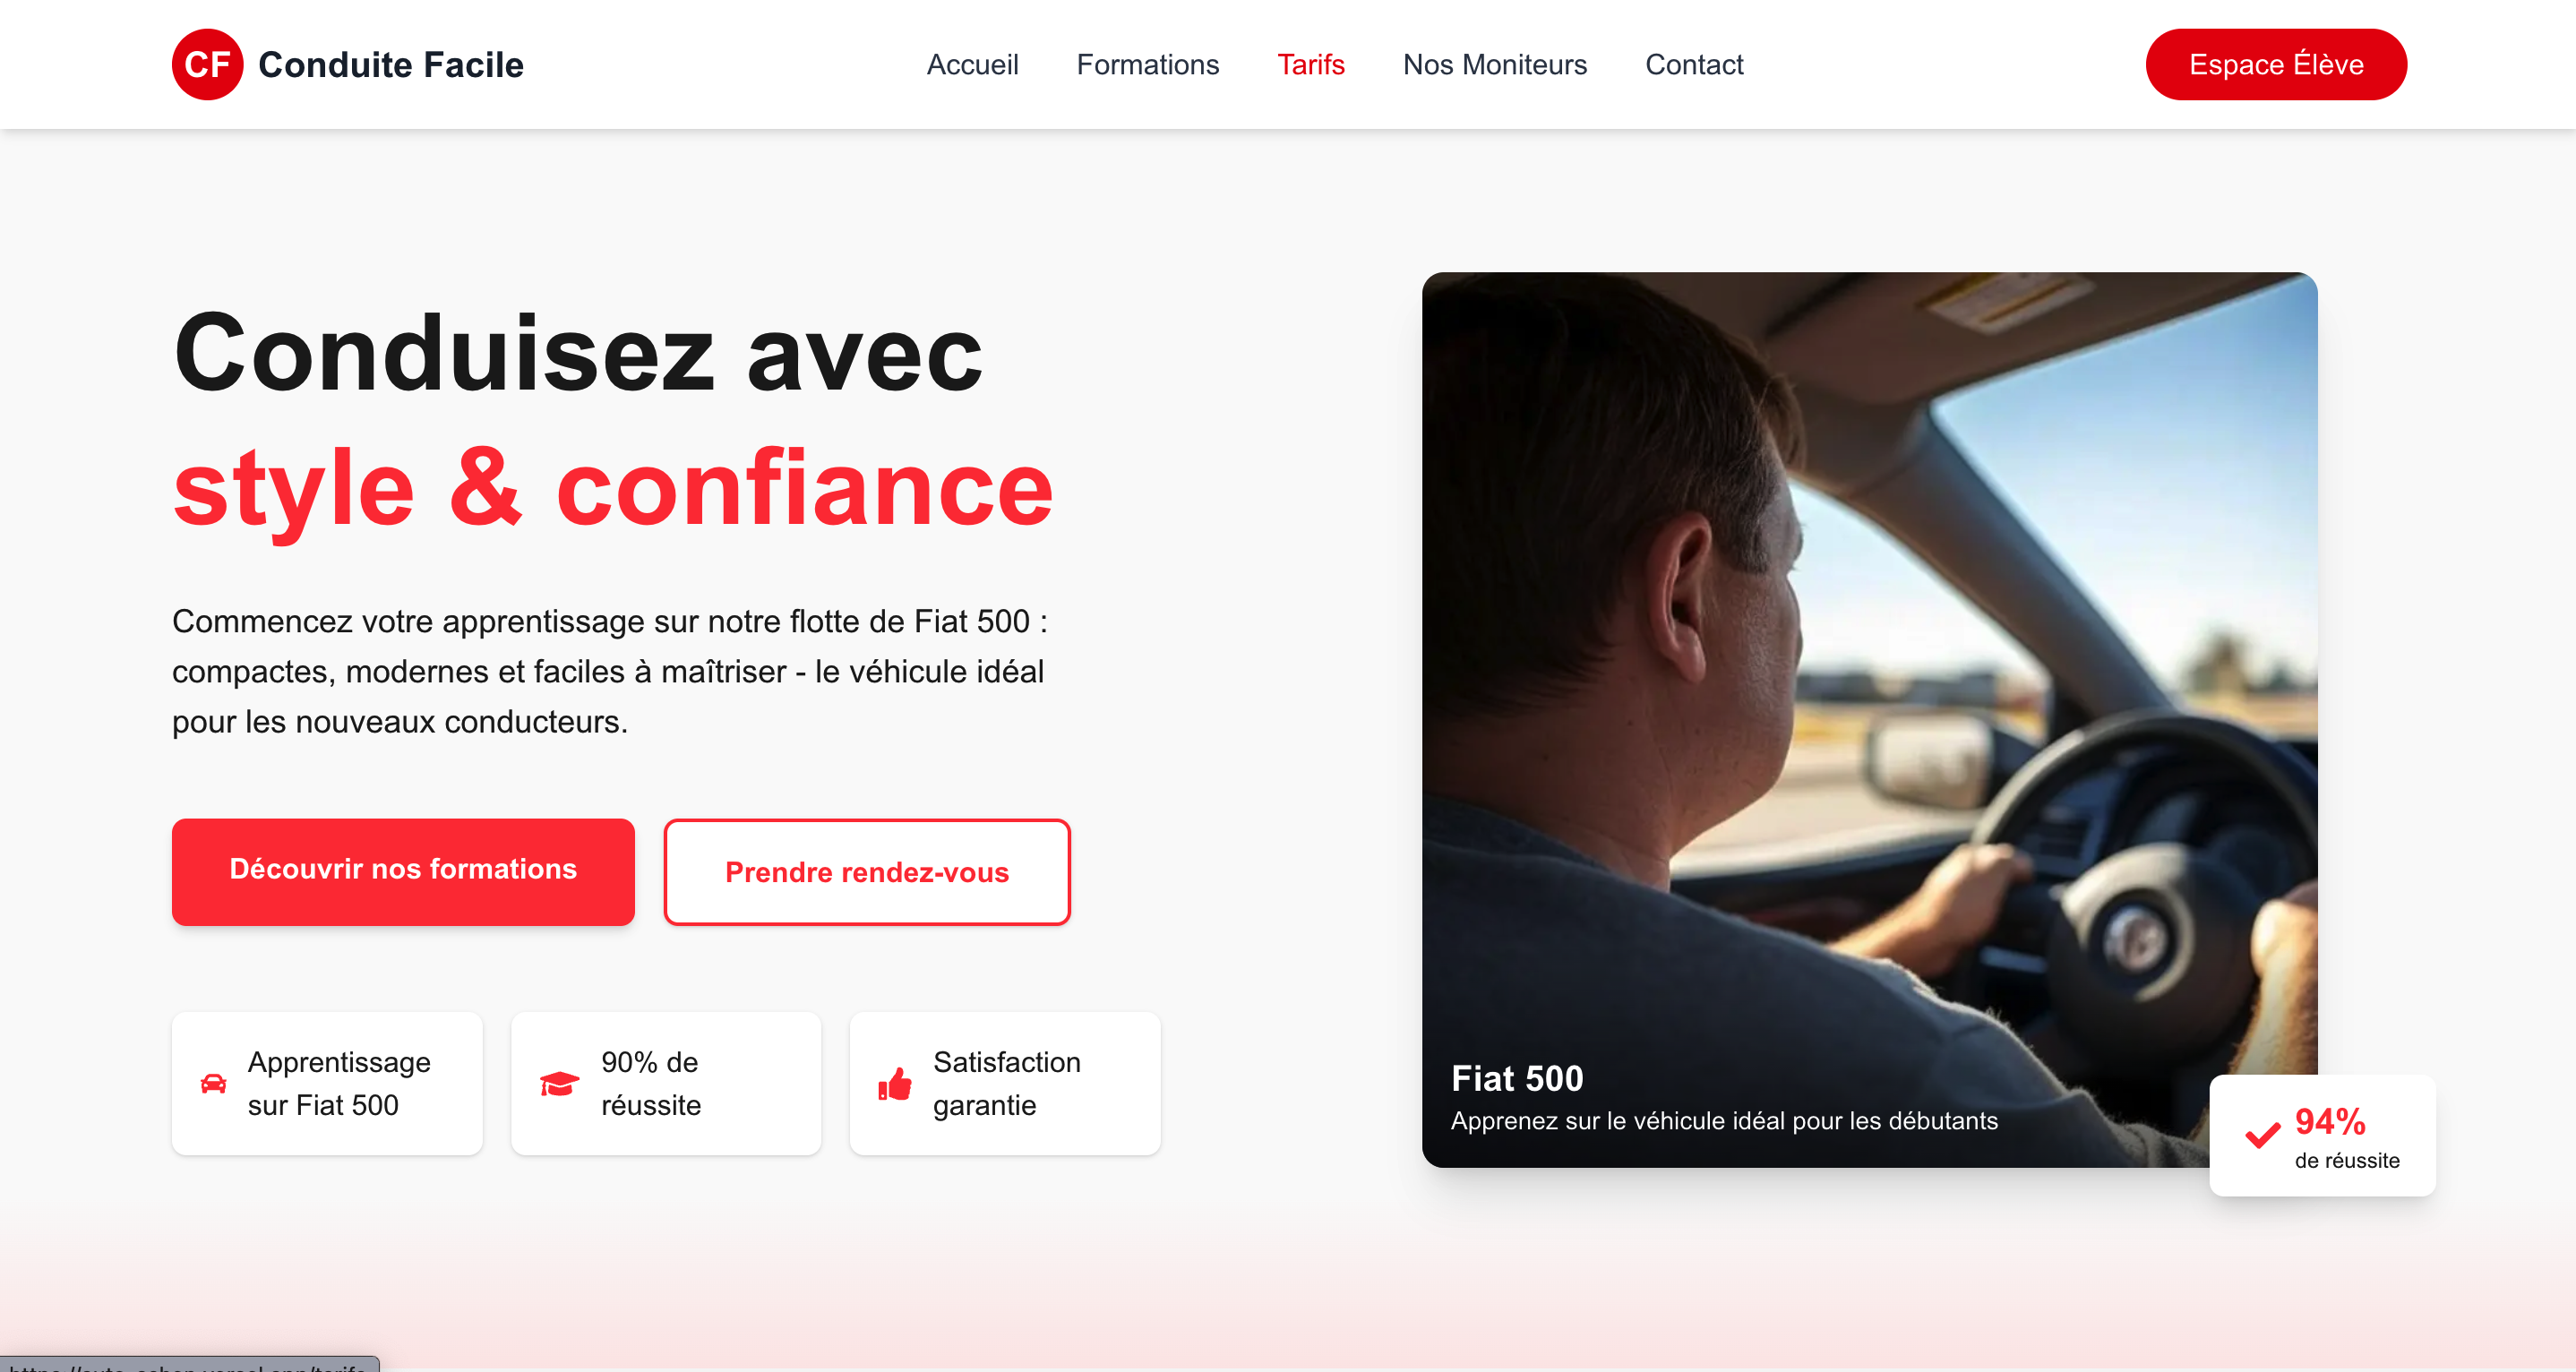 CF Conduite Facile
Accueil Formations Tarifs Nos Moniteurs Contact
Espace Élève
Conduisez avec
style & confiance
Commencez votre apprentissage sur notre flotte de Fiat 500 :
compactes, modernes et faciles à maîtriser - le véhicule idéal
pour les nouveaux conducteurs.
Découvrir nos formations
Prendre rendez-vous
Apprentissage
sur Fiat 500
90% de
réussite
Satisfaction
garantie
Fiat 500
Apprenez sur le véhicule idéal pour les débutants
94%
de réussite